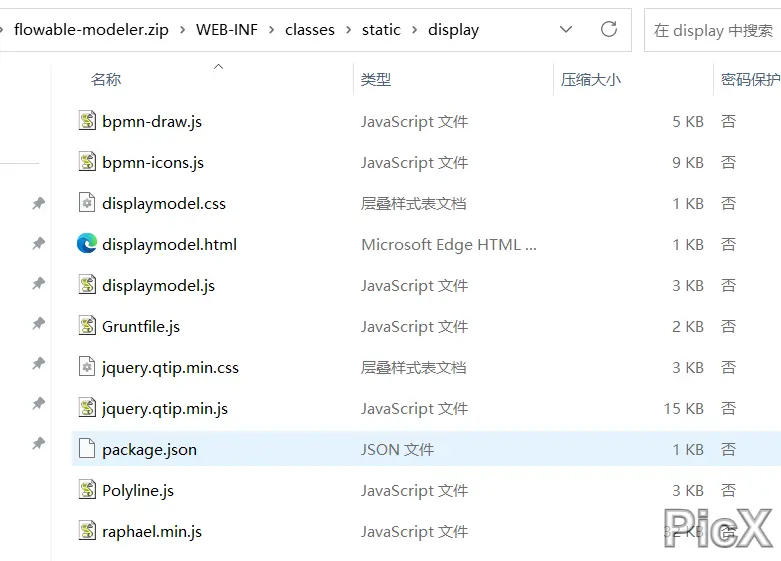 flowable-modeler.zip > WEB-INF > classes > static > display
在 display 中搜索
名称 类型 压缩大小 密码保护
bpmn-draw.js JavaScript 文件 5 KB 否
bpmn-icons.js JavaScript 文件 9 KB 否
displaymodel.css 层叠样式表文档 1 KB 否
displaymodel.html Microsoft Edge HTML ... 1 KB 否
displaymodel.js JavaScript 文件 3 KB 否
Gruntfile.js JavaScript 文件 2 KB 否
jquery.qtip.min.css 层叠样式表文档 3 KB 否
jquery.qtip.min.js JavaScript 文件 15 KB 否
package.json JSON 文件 1 KB 否
Polyline.js JavaScript 文件 3 KB 否
raphael.min.js JavaScript 文件 32 KB 否
PicX